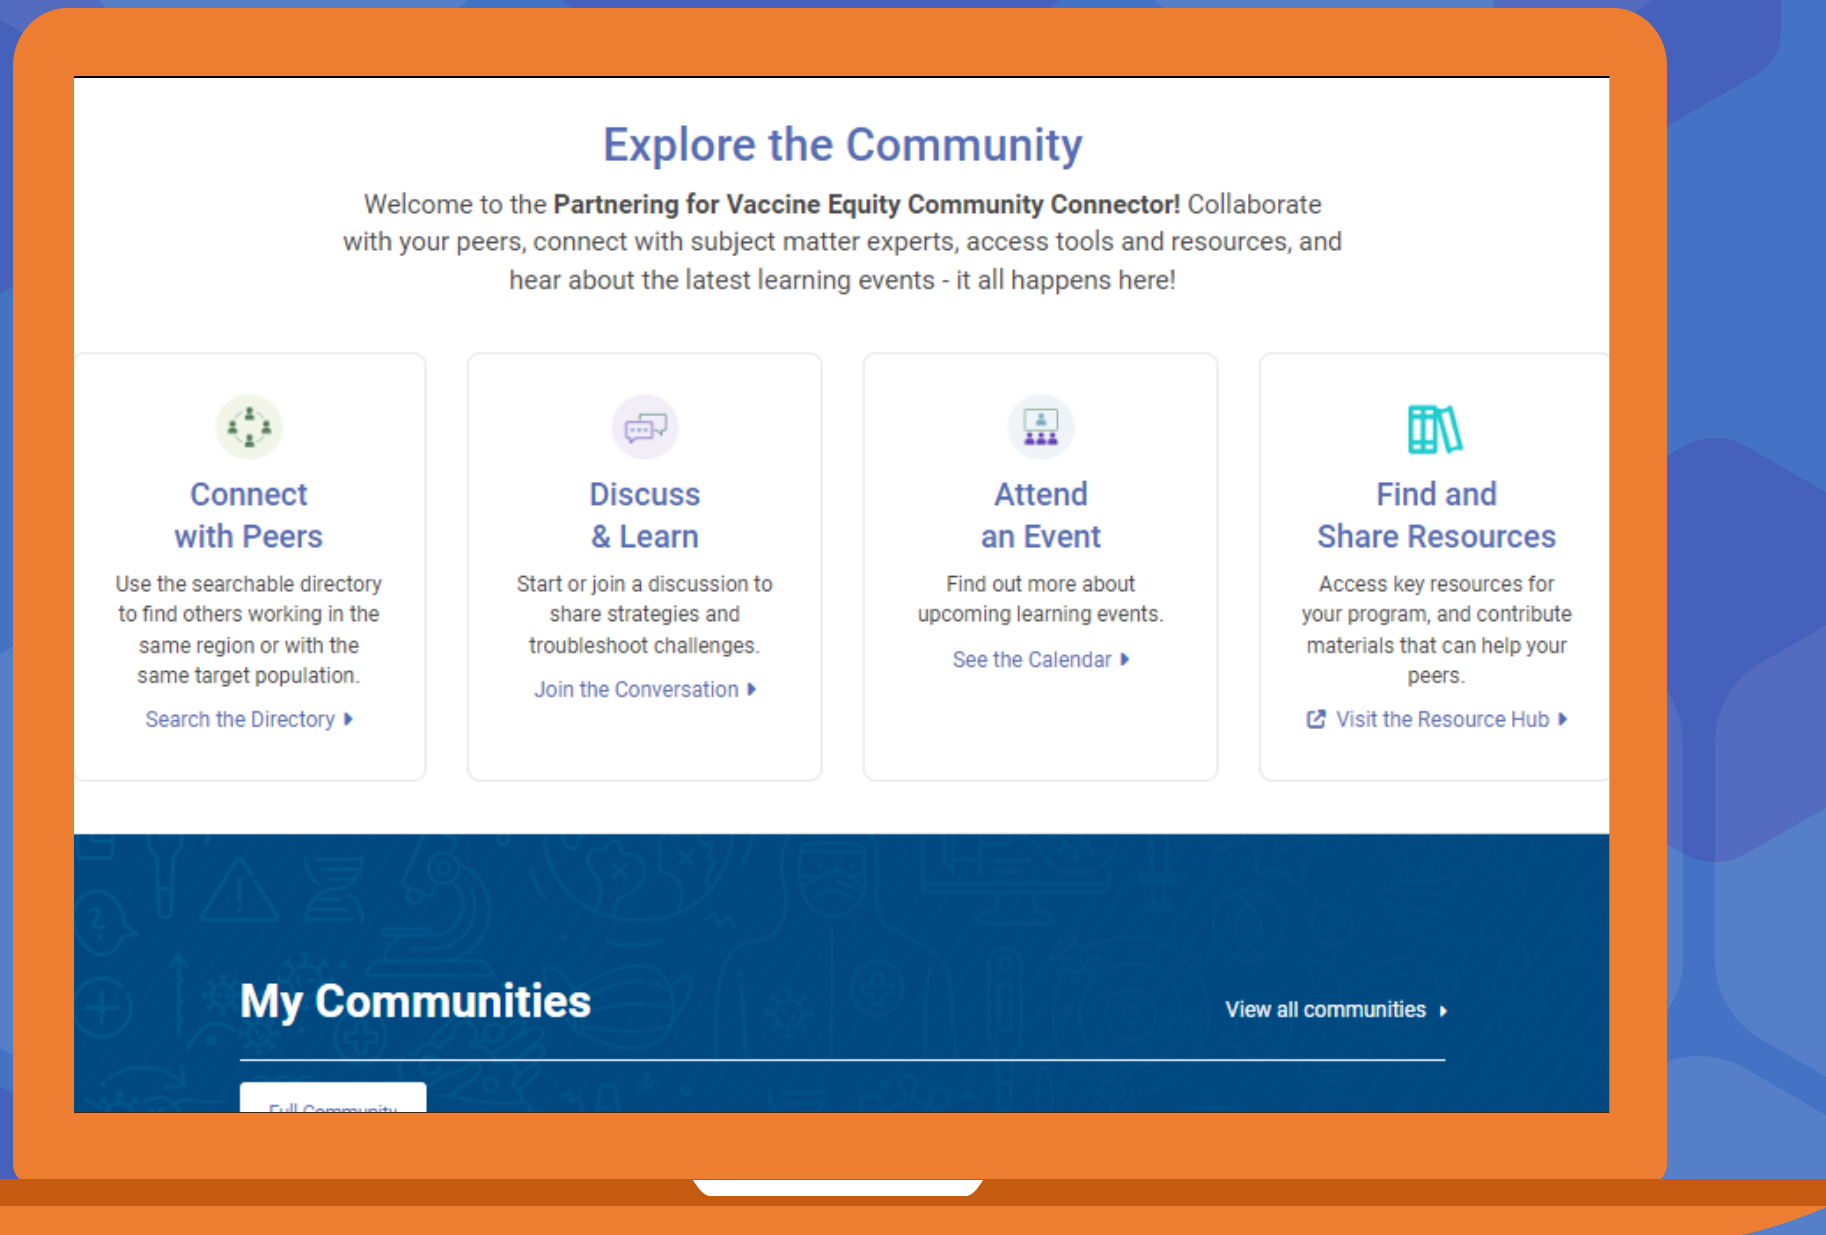 Explore the Community
Welcome to the Partnering for Vaccine Equity Community Connector! Collaborate
with your peers, connect with subject matter experts, access tools and resources, and
hear about the latest learning events - it all happens here!
Connect
with Peers
Use the searchable directory
to find others working in the
same region or with the
same target population.
Search the Directory
Discuss
& Learn
Start or join a discussion to
share strategies and
troubleshoot challenges.
Join the Conversation
Attend
an Event
Find out more about
upcoming learning events.
See the Calendar
Find and
Share Resources
Access key resources for
your program, and contribute
materials that can help your
peers.
Visit the Resource Hub
My Communities
View all communities
Full Community